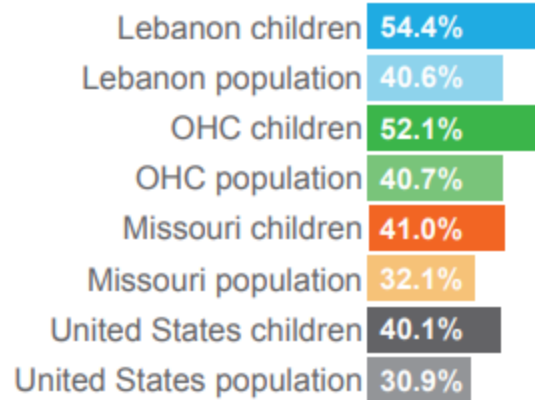 Lebanon children 54.4%
Lebanon population 40.6%
OHC children 52.1%
OHC population 40.7%
Missouri children 41.0%
Missouri population 32.1%
United States children 40.1%
United States population 30.9%